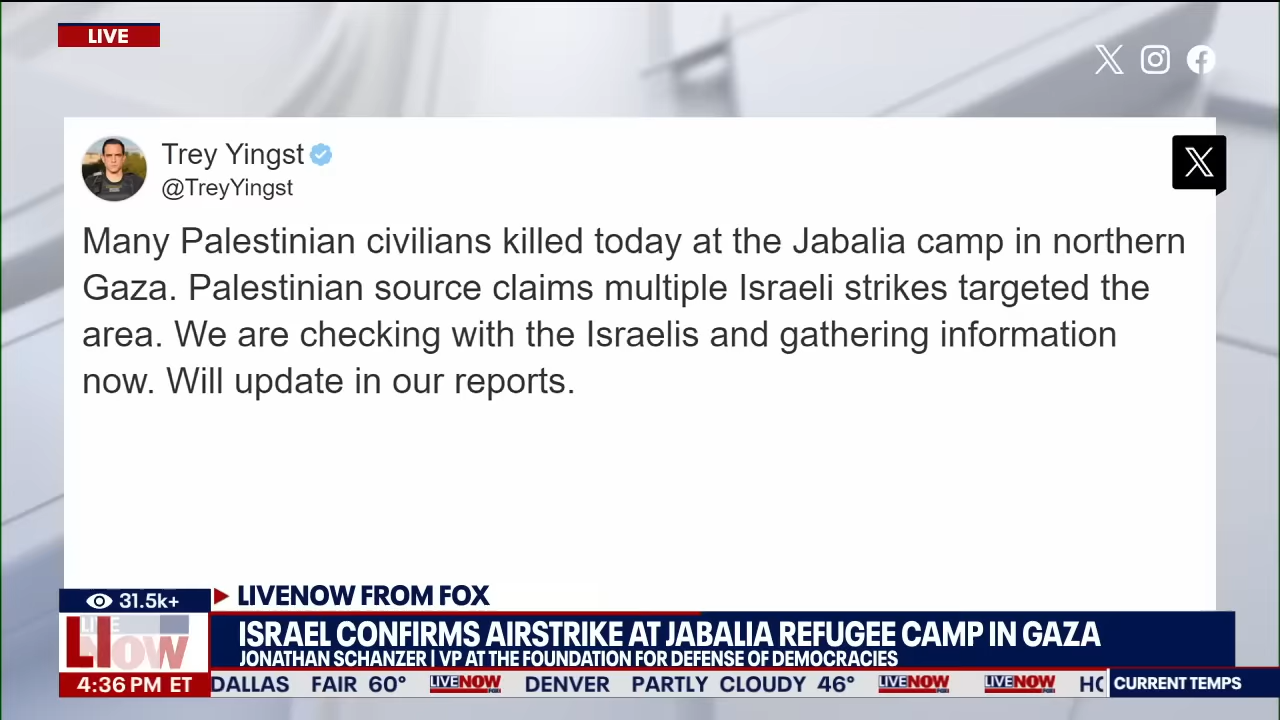 LIVE
Trey Yingst
@TreyYingst
Many Palestinian civilians killed today at the Jabalia camp in northern
Gaza. Palestinian source claims multiple Israeli strikes targeted the
area. We are checking with the Israelis and gathering information
now. Will update in our reports.
31.5k+
LIVENOW FROM FOX
ISRAEL CONFIRMS AIRSTRIKE AT JABALIA REFUGEE CAMP IN GAZA
JONATHAN SCHANZER | VP AT THE FOUNDATION FOR DEFENSE OF DEMOCRACIES
4:36 PM ET
DALLAS FAIR 60° LIVENOW DENVER PARTLY CLOUDY 46° LIVENOW LIVENOW CURRENT TEMPS